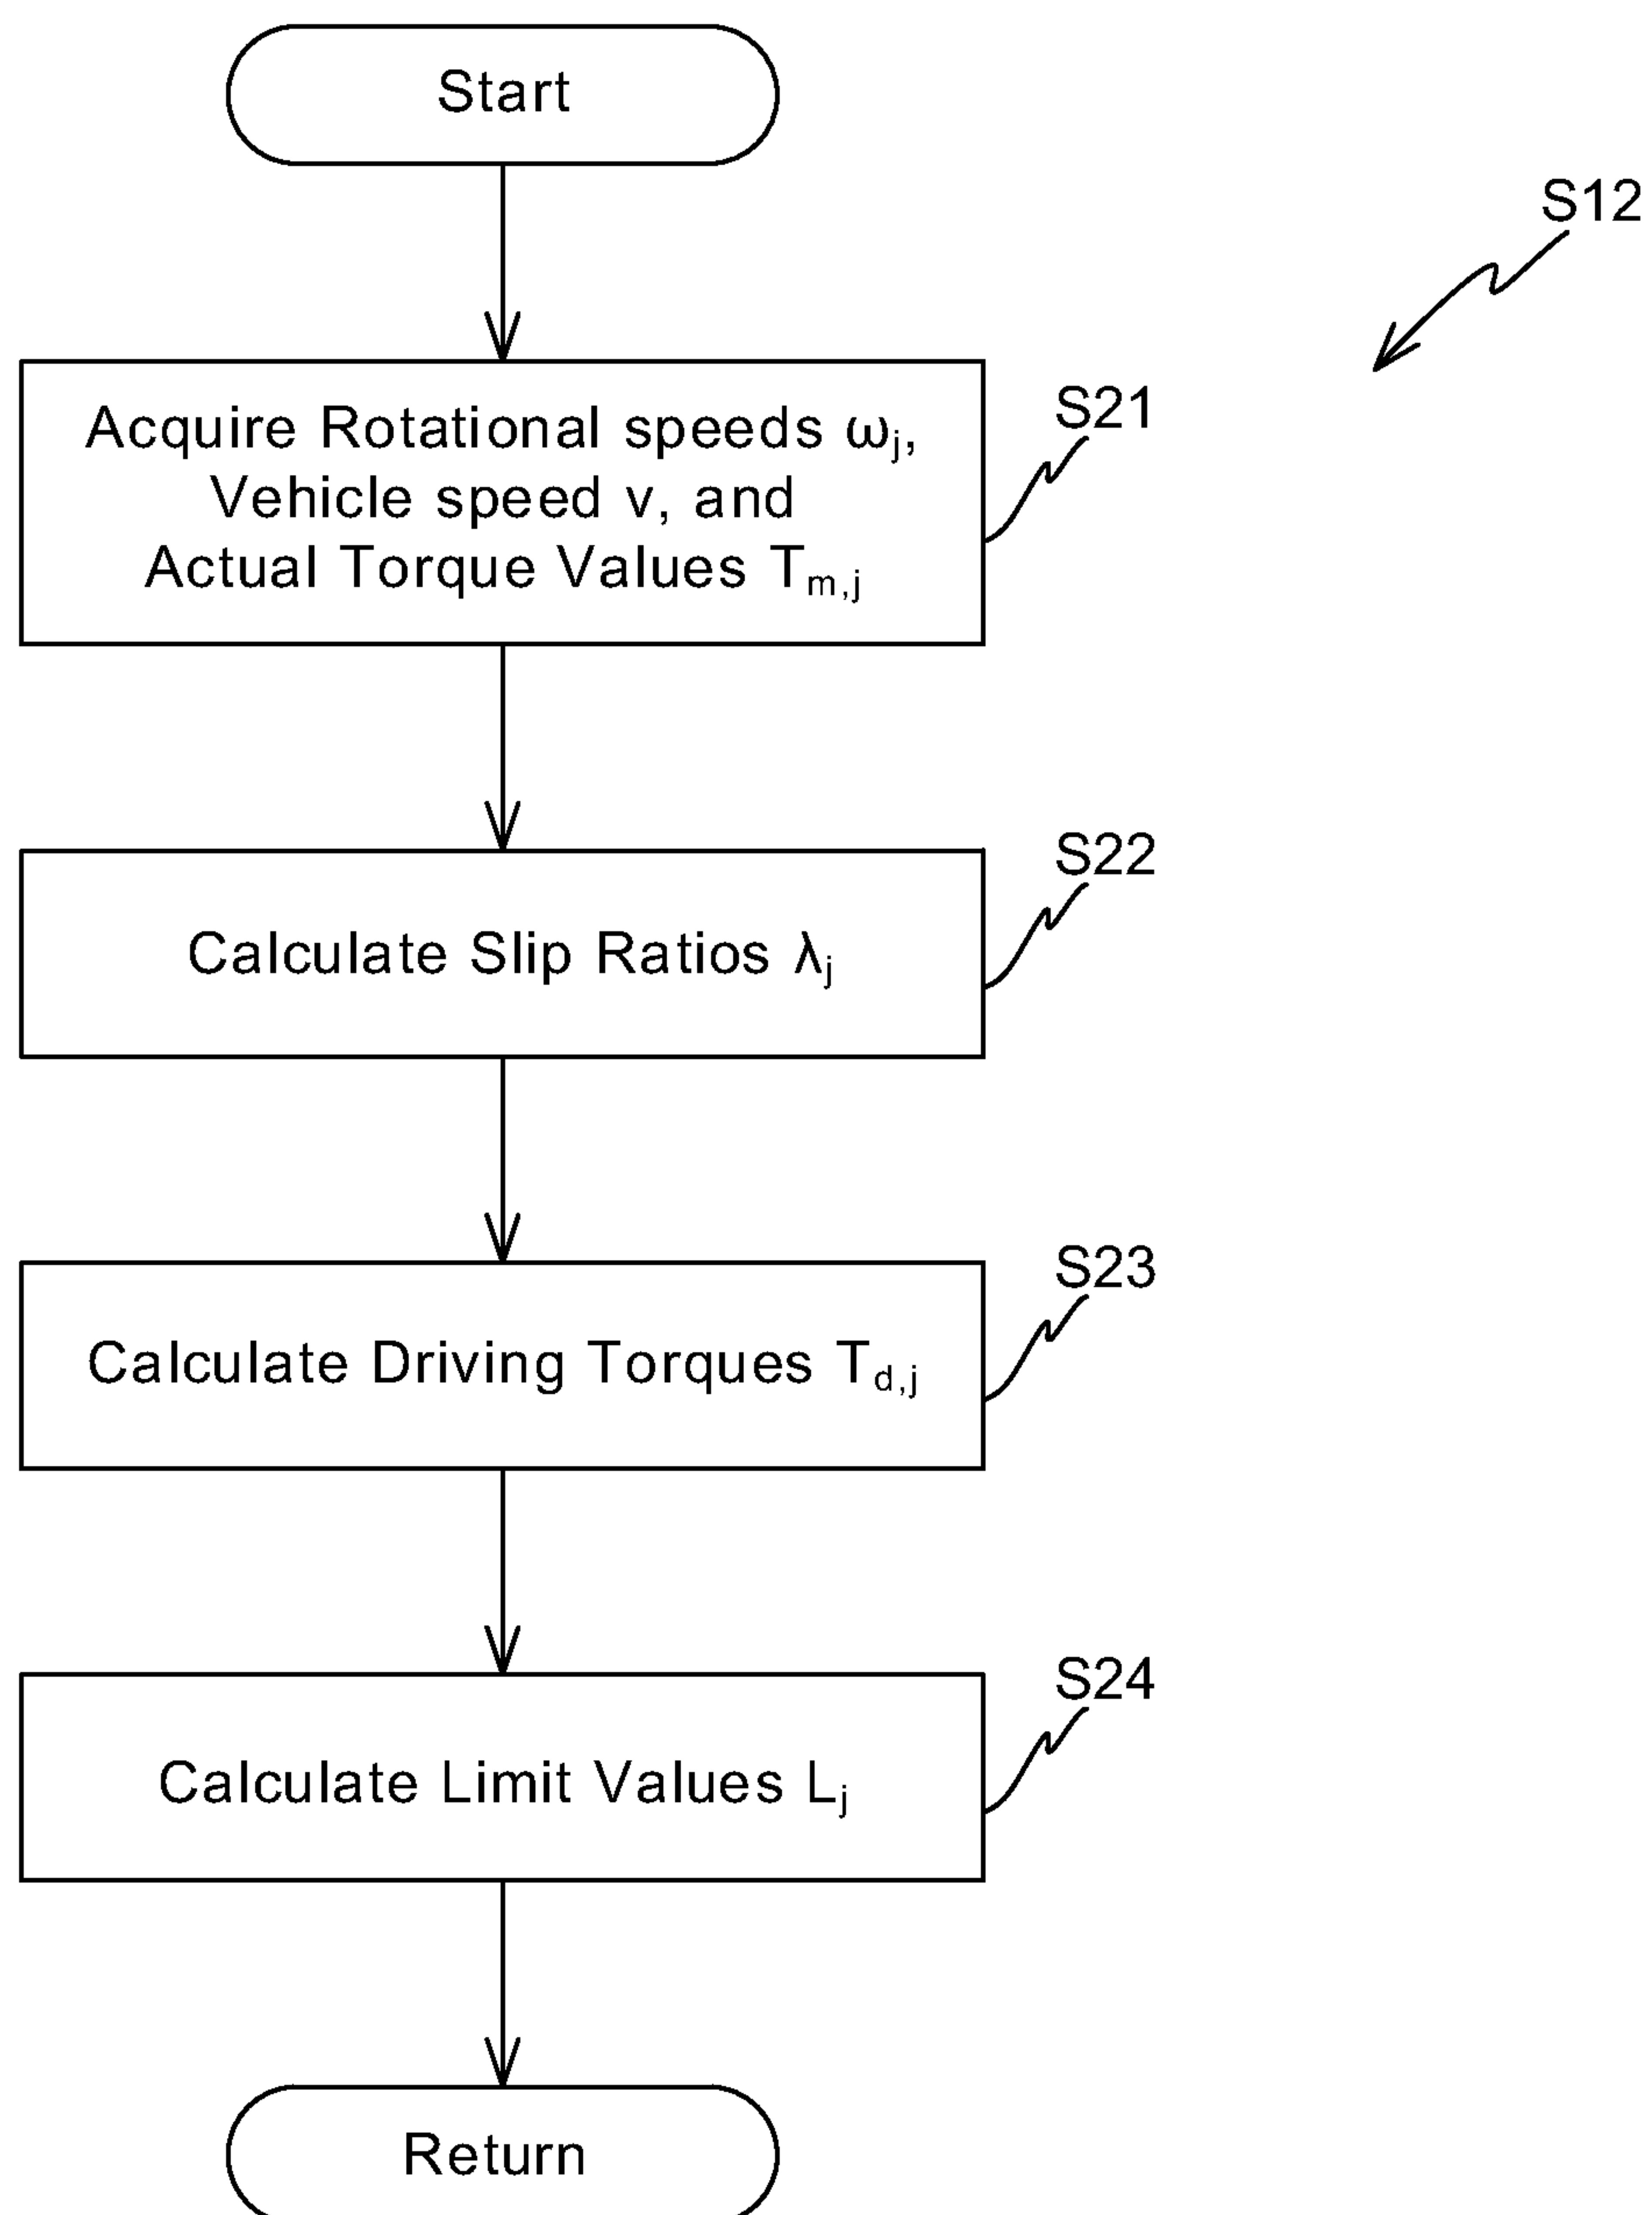 Start
S12
Acquire Rotational speeds ωj,
Vehicle speed v, and
Actual Torque Values Tm,j
S21
Calculate Slip Ratios λj
S22
Calculate Driving Torques Td,j
S23
Calculate Limit Values Lj
S24
Return